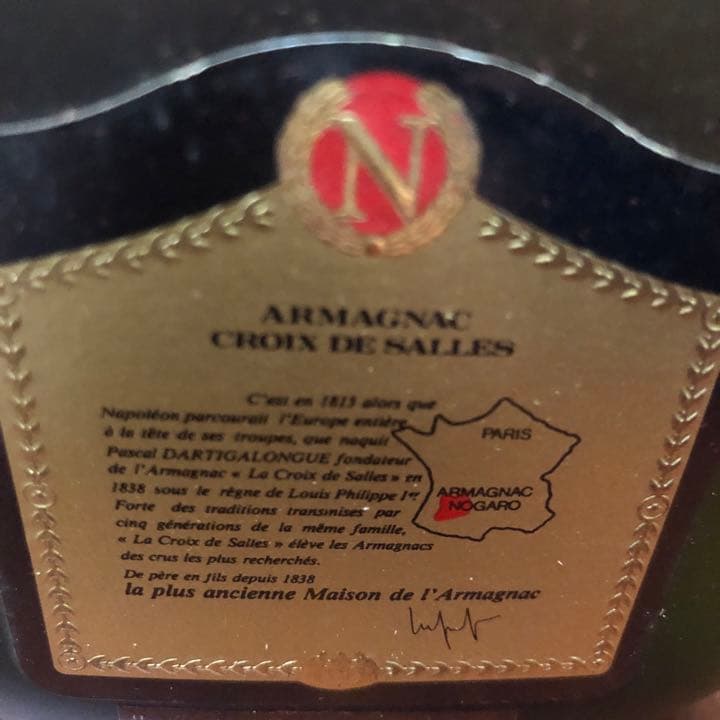 N
ARMAGNAC
CROIX DE SALLES
C'est en 1813 alors que
Napoléon parcourait l'Europe entière
à la tête de ses troupes, que naquit
Pascal DARTIGALONGUE fondateur
de l'Armagnac « La Croix de Salles » en
1838 sous le règne de Louis Philippe Ier
Forte des traditions transmises par
cinq générations de la même famille,
« La Croix de Salles » élève les Armagnacs
des crus les plus recherchés.
PARIS
ARMAGNAC
NOGARO
De père en fils depuis 1838
la plus ancienne Maison de l'Armagnac